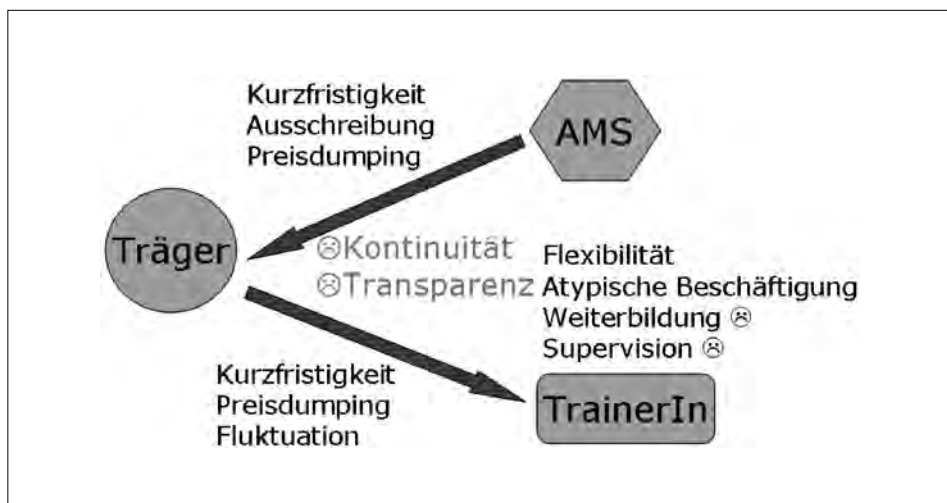 Kurzfristigkeit
Ausschreibung
Preisdumping
AMS
Träger
☹Kontinuität
☹Transparenz
Flexibilität
Atypische Beschäftigung
Weiterbildung ☹
Supervision ☹
Kurzfristigkeit
Preisdumping
Fluktuation
TrainerIn